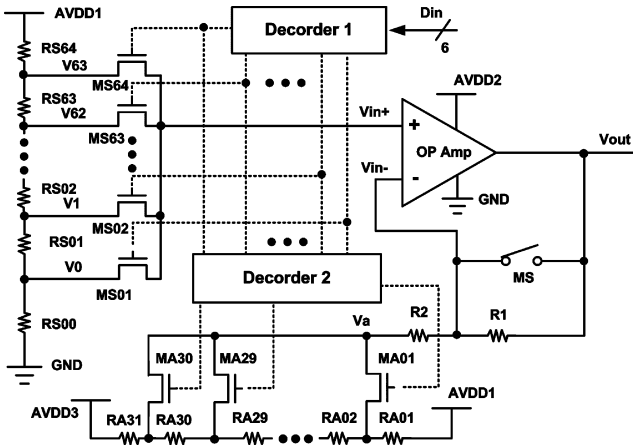 AVDD1
Decorder 1
Din
6
RS64
V63
MS64
RS63
V62
MS63
AVDD2
Vin+
+
OP Amp
Vout
Vin-
-
GND
RS02
V1
MS02
RS01
V0
MS01
Decorder 2
MS
RS00
R2
R1
Va
GND
MA30
MA29
MA01
AVDD3
AVDD1
RA31
RA30
RA29
RA02
RA01